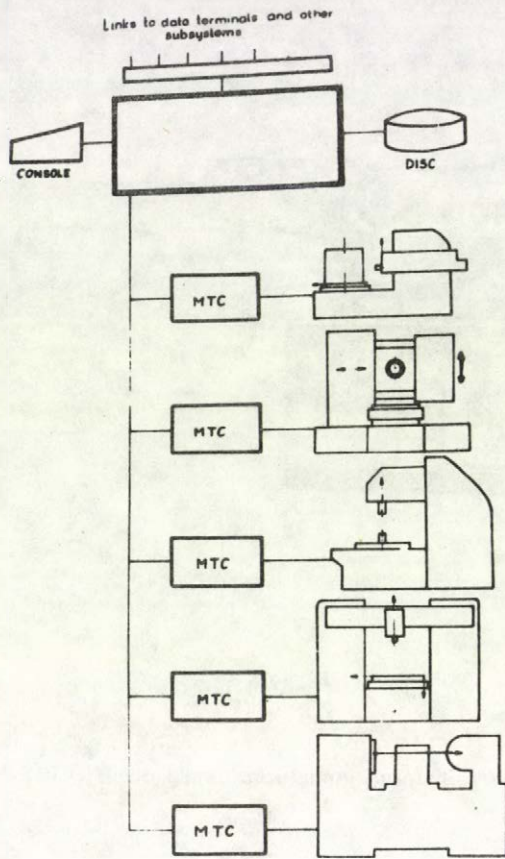 Links to data terminals and other
subsystems
CONSOLE
DISC
MTC
MTC
MTC
MTC
MTC